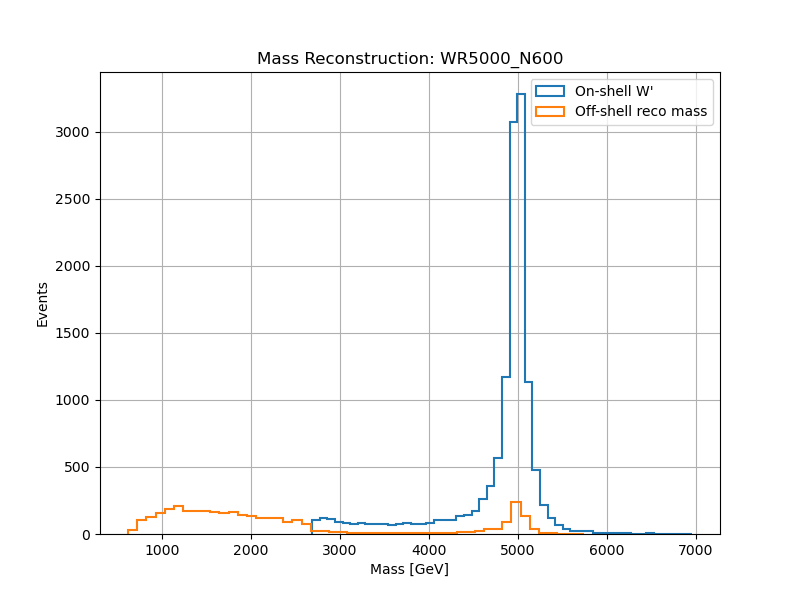 Mass Reconstruction: WR5000_N600
On-shell W'
Off-shell reco mass
Events
3000
2500
2000
1500
1000
500
0
1000 2000 3000 4000 5000 6000 7000
Mass [GeV]